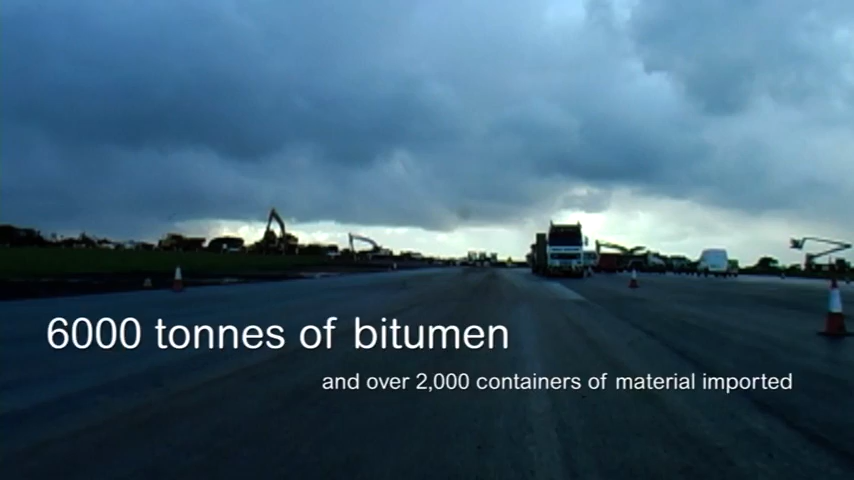 6000 tonnes of bitumen
and over 2,000 containers of material imported